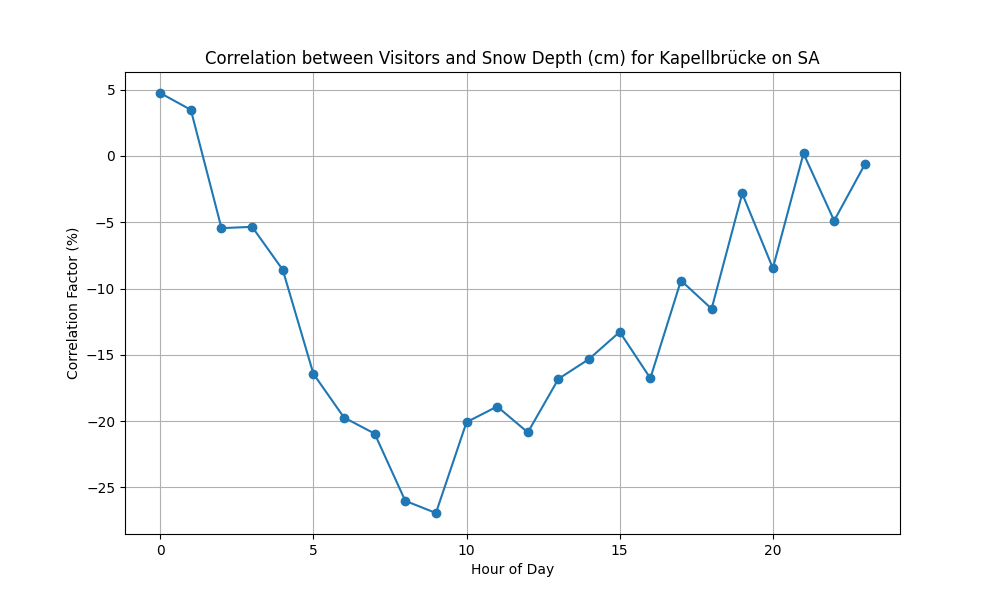 Correlation between Visitors and Snow Depth (cm) for Kapellbrücke on SA
5
0
−5
−10
−15
−20
−25
Correlation Factor (%)
0 5 10 15 20
Hour of Day